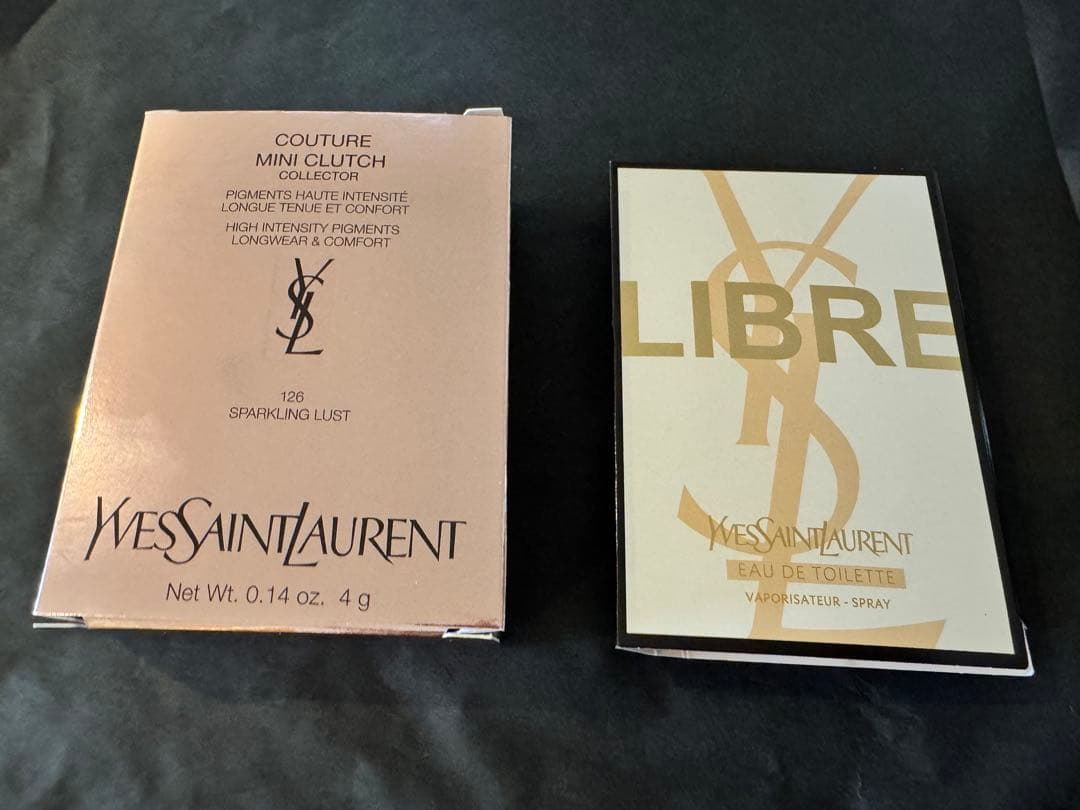 COUTURE
MINI CLUTCH
COLLECTOR
PIGMENTS HAUTE INTENSITÉ
LONGUE TENUE ET CONFORT
HIGH INTENSITY PIGMENTS
LONGWEAR & COMFORT
YSL
126
SPARKLING LUST
YVESSAINTLAURENT
Net Wt. 0.14 oz. 4 g
YSL
LIBRE
YVESSAINTLAURENT
EAU DE TOILETTE
VAPORISATEUR - SPRAY